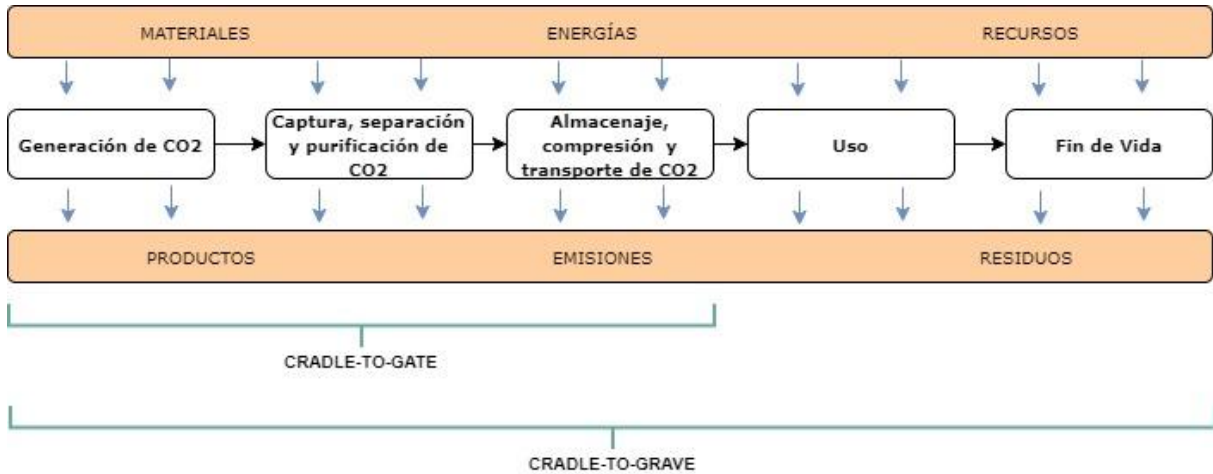 MATERIALES ENERGÍAS RECURSOS
Generación de CO2
Captura, separación
y purificación de
CO2
Almacenaje,
compresión y
transporte de CO2
Uso
Fin de Vida
PRODUCTOS EMISIONES RESIDUOS
CRADLE-TO-GATE
CRADLE-TO-GRAVE